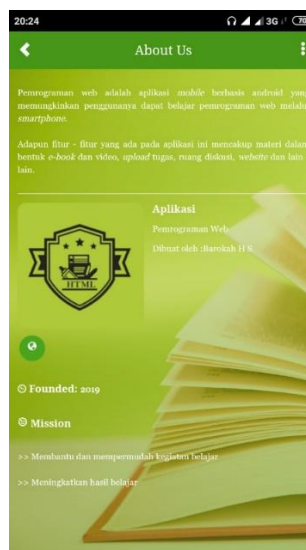 20:24
3G
70
About Us
Pemrograman web adalah aplikasi mobile berbasis android yang
memungkinkan penggunanya dapat belajar pemrograman web melalu
smartphone.
Adapun fitur - fitur yang ada pada aplikasi ini mencakup materi dalam
bentuk e-book dan video, upload tugas, ruang diskusi, website dan lain -
lain.
Aplikasi
Pemrograman Web
Dibuat oleh :Barokah H S
HTML
Founded: 2019
Mission
>> Membantu dan mempermudah kegiatan belajar
>> Meningkatkan hasil belajar